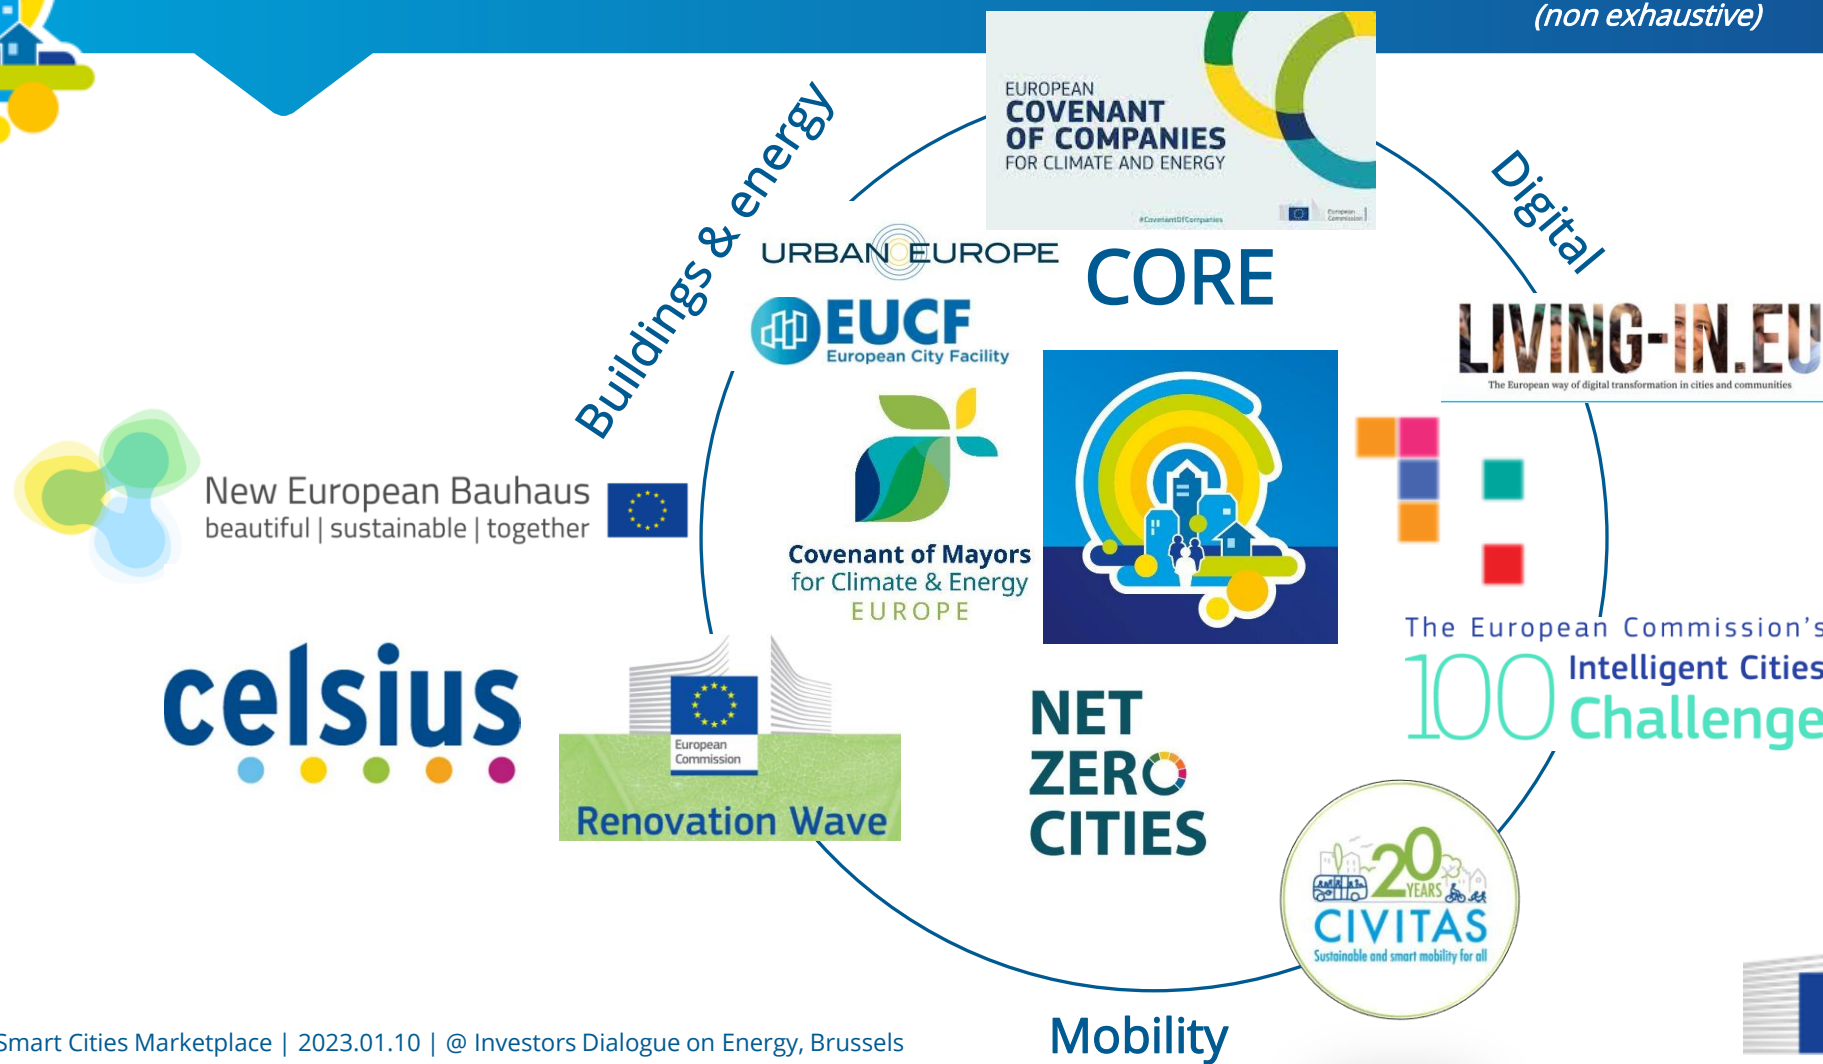 (non exhaustive)
EUROPEAN
COVENANT
OF COMPANIES
FOR CLIMATE AND ENERGY
#CovenantOfCompanies
European
Commission
Buildings & energy
Digital
URBAN EUROPE
CORE
EUCF
European City Facility
LIVING-IN.EU
The European way of digital transformation in cities and communities
New European Bauhaus
beautiful | sustainable | together
Covenant of Mayors
for Climate & Energy
EUROPE
The European Commission's
100 Intelligent Cities
Challenge
celsius
European
Commission
Renovation Wave
NET
ZERO
CITIES
20
YEARS
CIVITAS
Sustainable and smart mobility for all
Mobility
Smart Cities Marketplace | 2023.01.10 | @ Investors Dialogue on Energy, Brussels